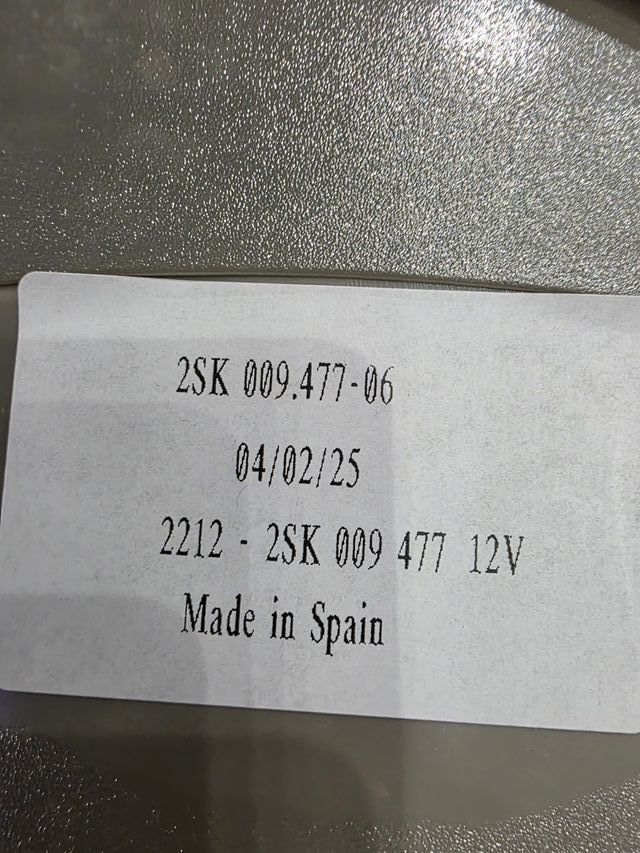 2SK 009.477-06
04/02/25
2212 - 2SK 009 477 12V
Made in Spain